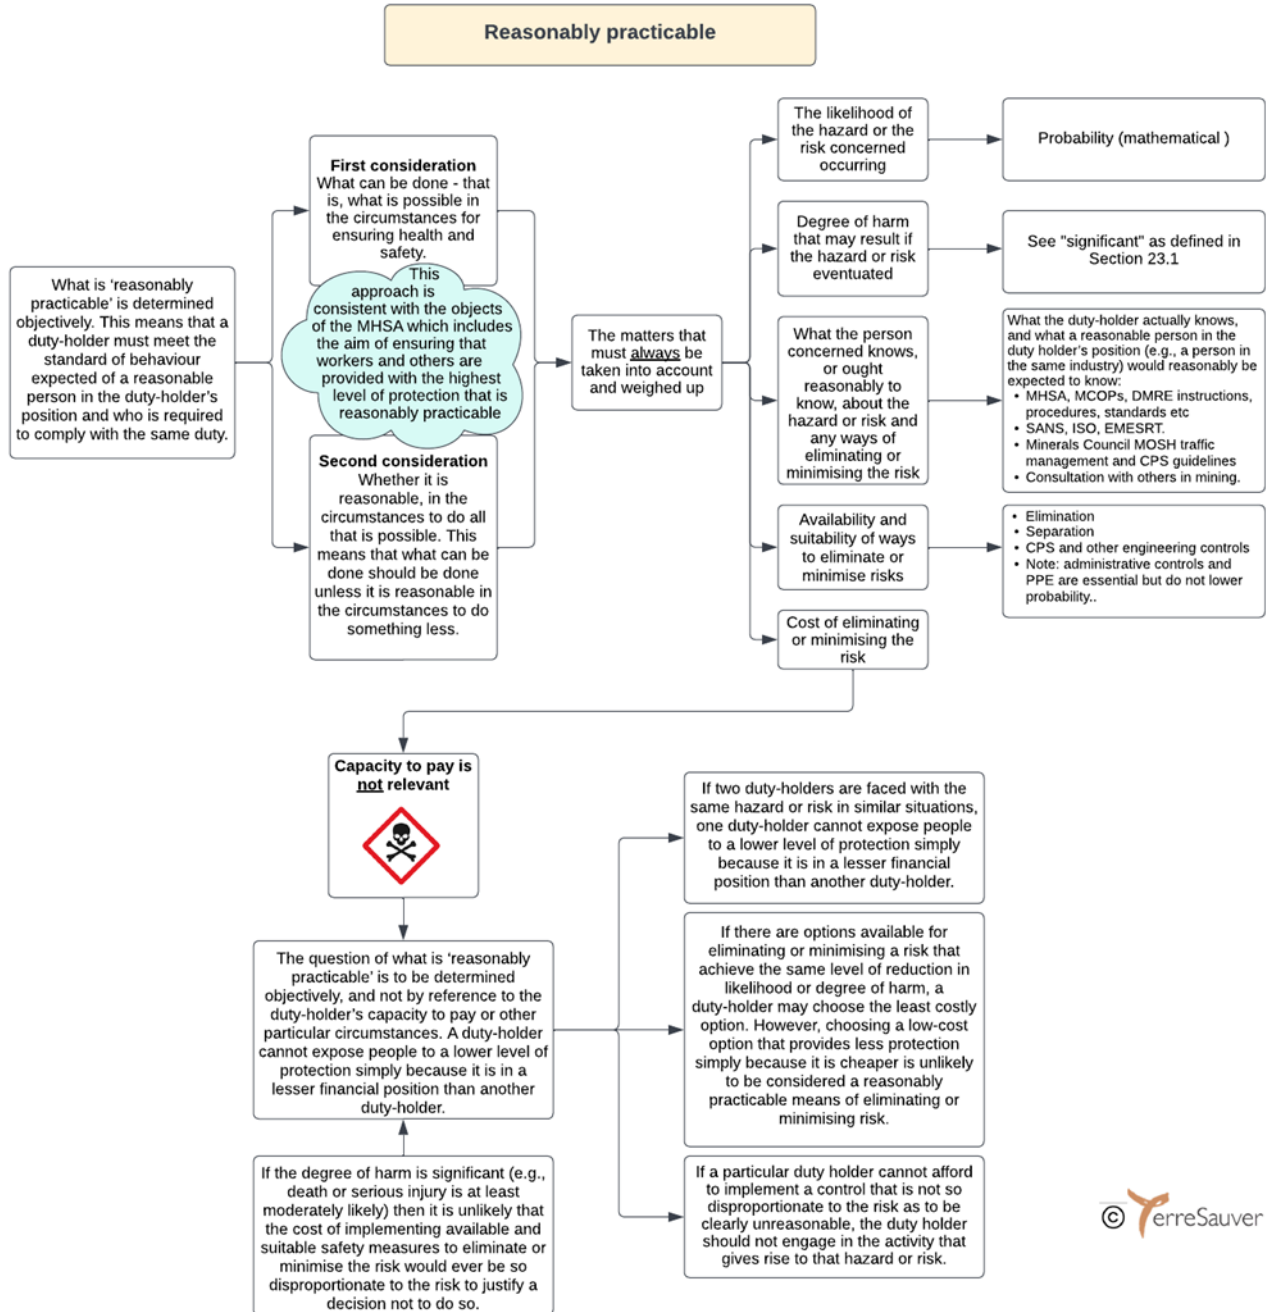 Reasonably practicable
What is ‘reasonably
practicable’ is determined
objectively. This means that a
duty-holder must meet the
standard of behaviour
expected of a reasonable
person in the duty-holder’s
position and who is required
to comply with the same duty.
First consideration
What can be done - that
is, what is possible in
the circumstances for
ensuring health and
safety.
This
approach is
consistent with the objects
of the MHSA which includes
the aim of ensuring that
workers and others are
provided with the highest
level of protection that is
reasonably practicable
Second consideration
Whether it is
reasonable, in the
circumstances to do all
that is possible. This
means that what can be
done should be done
unless it is reasonable in
the circumstances to do
something less.
The matters that
must always be
taken into account
and weighed up
The likelihood of
the hazard or the
risk concerned
occurring
Probability (mathematical )
Degree of harm
that may result if
the hazard or risk
eventuated
See "significant" as defined in
Section 23.1
What the person
concerned knows,
or ought
reasonably to
know, about the
hazard or risk and
any ways of
eliminating or
minimising the risk
What the duty-holder actually knows,
and what a reasonable person in the
duty holder’s position (e.g., a person in
the same industry) would reasonably be
expected to know:
• MHSA, MCOPs, DMRE instructions,
procedures, standards etc
• SANS, ISO, EMESRT.
• Minerals Council MOSH traffic
management and CPS guidelines
• Consultation with others in mining.
Availability and
suitability of ways
to eliminate or
minimise risks
• Elimination
• Separation
• CPS and other engineering controls
• Note: administrative controls and
PPE are essential but do not lower
probability..
Cost of eliminating
or minimising the
risk
Capacity to pay is
not relevant
The question of what is ‘reasonably
practicable’ is to be determined
objectively, and not by reference to the
duty-holder’s capacity to pay or other
particular circumstances. A duty-holder
cannot expose people to a lower level of
protection simply because it is in a
lesser financial position than another
duty-holder.
If the degree of harm is significant (e.g.,
death or serious injury is at least
moderately likely) then it is unlikely that
the cost of implementing available and
suitable safety measures to eliminate or
minimise the risk would ever be so
disproportionate to the risk to justify a
decision not to do so.
If two duty-holders are faced with the
same hazard or risk in similar situations,
one duty-holder cannot expose people
to a lower level of protection simply
because it is in a lesser financial
position than another duty-holder.
If there are options available for
eliminating or minimising a risk that
achieve the same level of reduction in
likelihood or degree of harm, a
duty-holder may choose the least costly
option. However, choosing a low-cost
option that provides less protection
simply because it is cheaper is unlikely
to be considered a reasonably
practicable means of eliminating or
minimising risk.
If a particular duty holder cannot afford
to implement a control that is not so
disproportionate to the risk as to be
clearly unreasonable, the duty holder
should not engage in the activity that
gives rise to that hazard or risk.
© TerreSauver